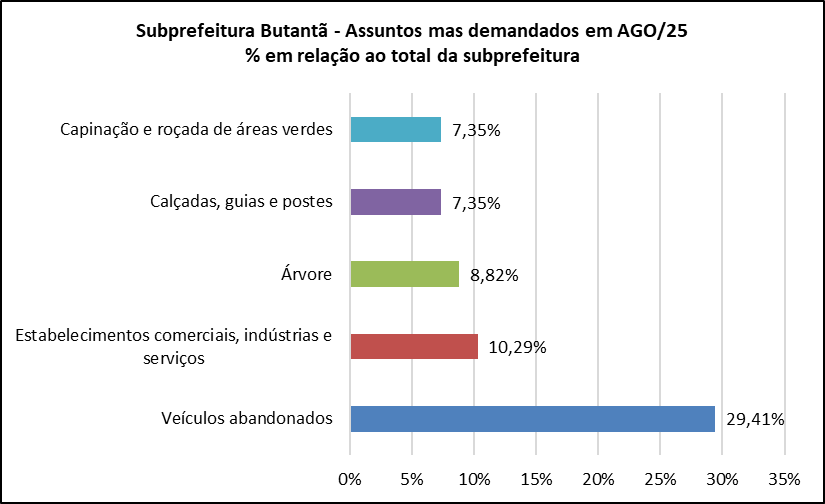 Subprefeitura Butantã - Assuntos mas demandados em AGO/25
% em relação ao total da subprefeitura
Capinação e roçada de áreas verdes
7,35%
Calçadas, guias e postes
7,35%
Árvore
8,82%
Estabelecimentos comerciais, indústrias e
serviços
10,29%
Veículos abandonados
29,41%
0% 5% 10% 15% 20% 25% 30% 35%